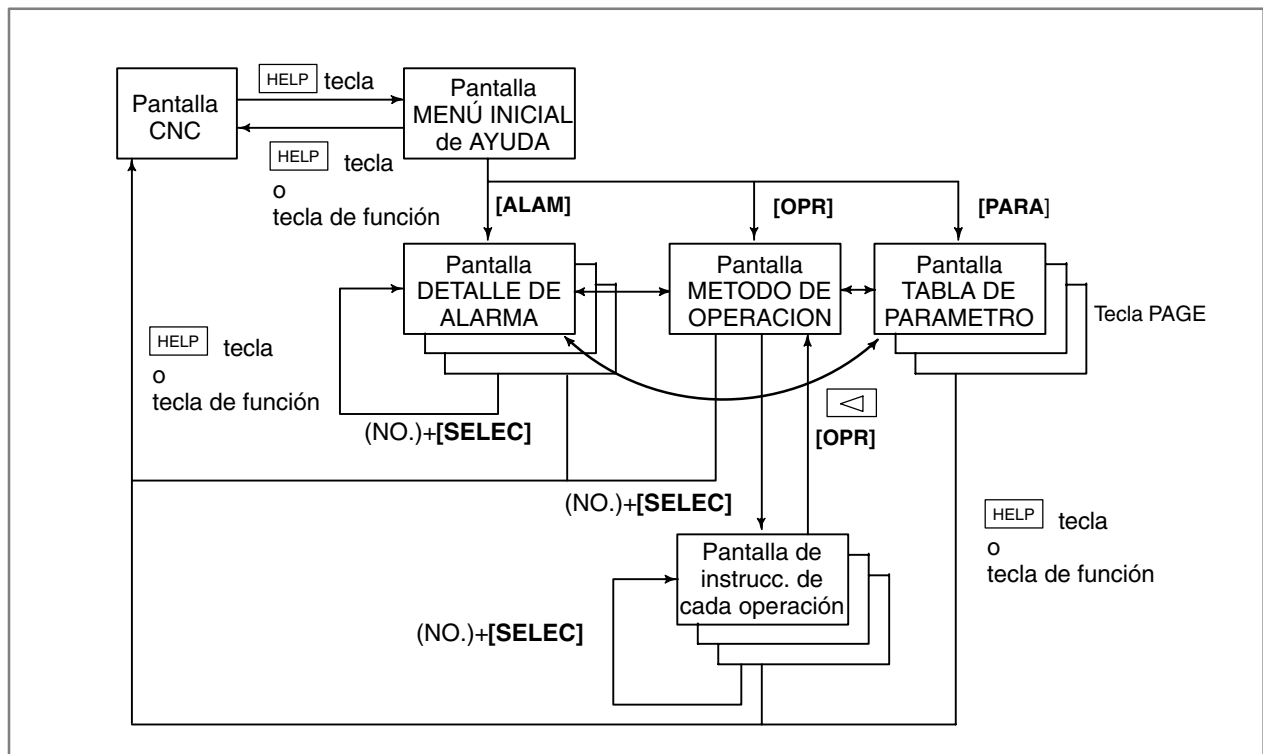 HELP tecla
Pantalla
CNC
Pantalla
MENÚ INICIAL
de AYUDA
HELP tecla
o
tecla de función
[ALAM]
[OPR]
[PARA]
Pantalla
DETALLE DE
ALARMA
Pantalla
METODO DE
OPERACION
Pantalla
TABLA DE
PARAMETRO
Tecla PAGE
HELP tecla
o
tecla de función
(NO.)+[SELEC]
[OPR]
(NO.)+[SELEC]
HELP tecla
o
tecla de función
Pantalla de
instrucc. de
cada operación
(NO.)+[SELEC]